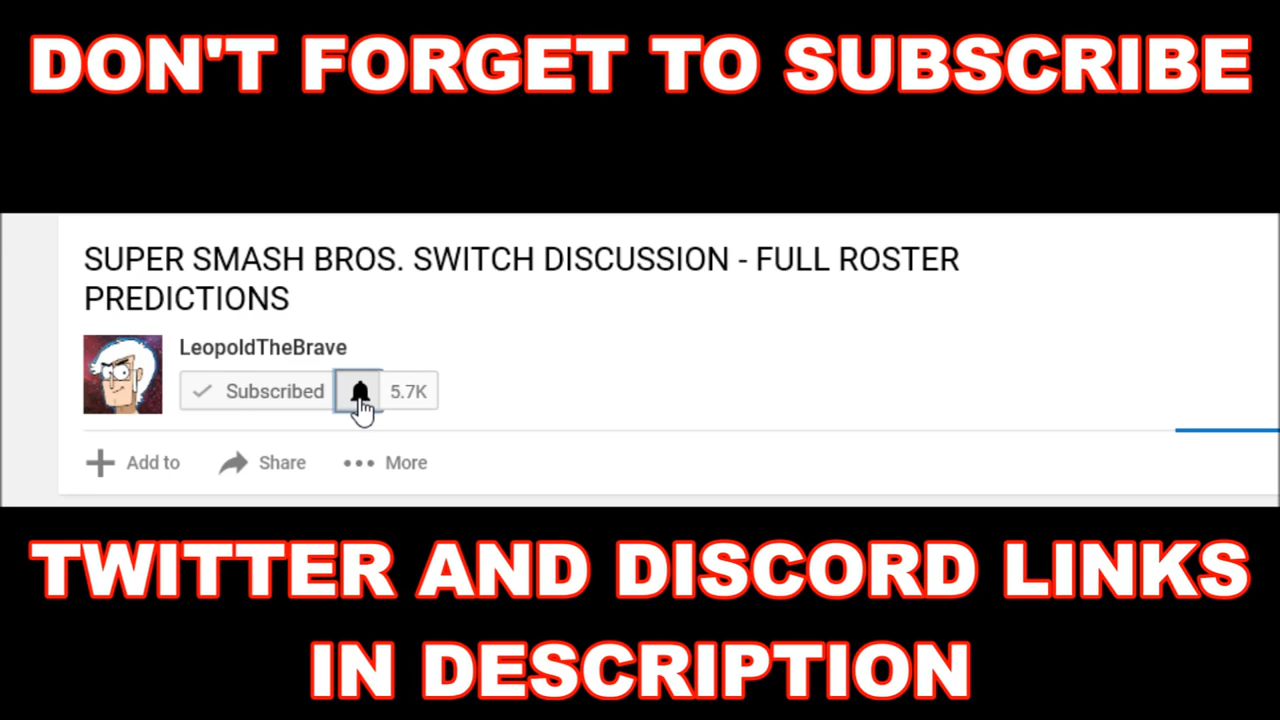 DON'T FORGET TO SUBSCRIBE
SUPER SMASH BROS. SWITCH DISCUSSION - FULL ROSTER
PREDICTIONS
LeopoldTheBrave
Subscribed 5.7K
Add to Share More
TWITTER AND DISCORD LINKS
IN DESCRIPTION